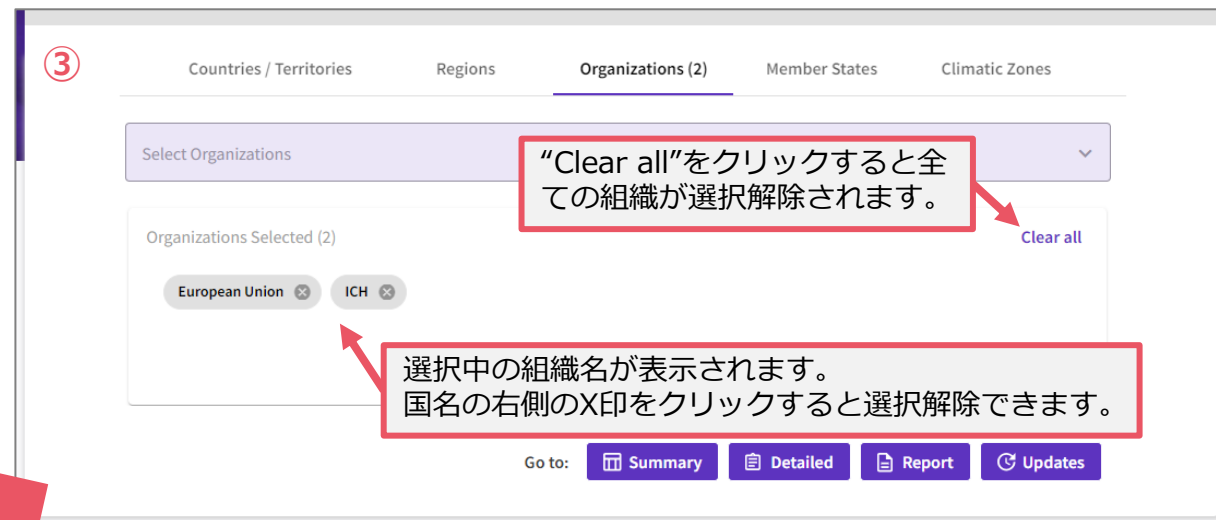 ③
Countries / Territories
Regions
Organizations (2)
Member States
Climatic Zones
Select Organizations
“Clear all”をクリックすると全
ての組織が選択解除されます。
Organizations Selected (2)
Clear all
European Union
ICH
選択中の組織名が表示されます。
国名の右側のX印をクリックすると選択解除できます。
Go to:
Summary
Detailed
Report
Updates